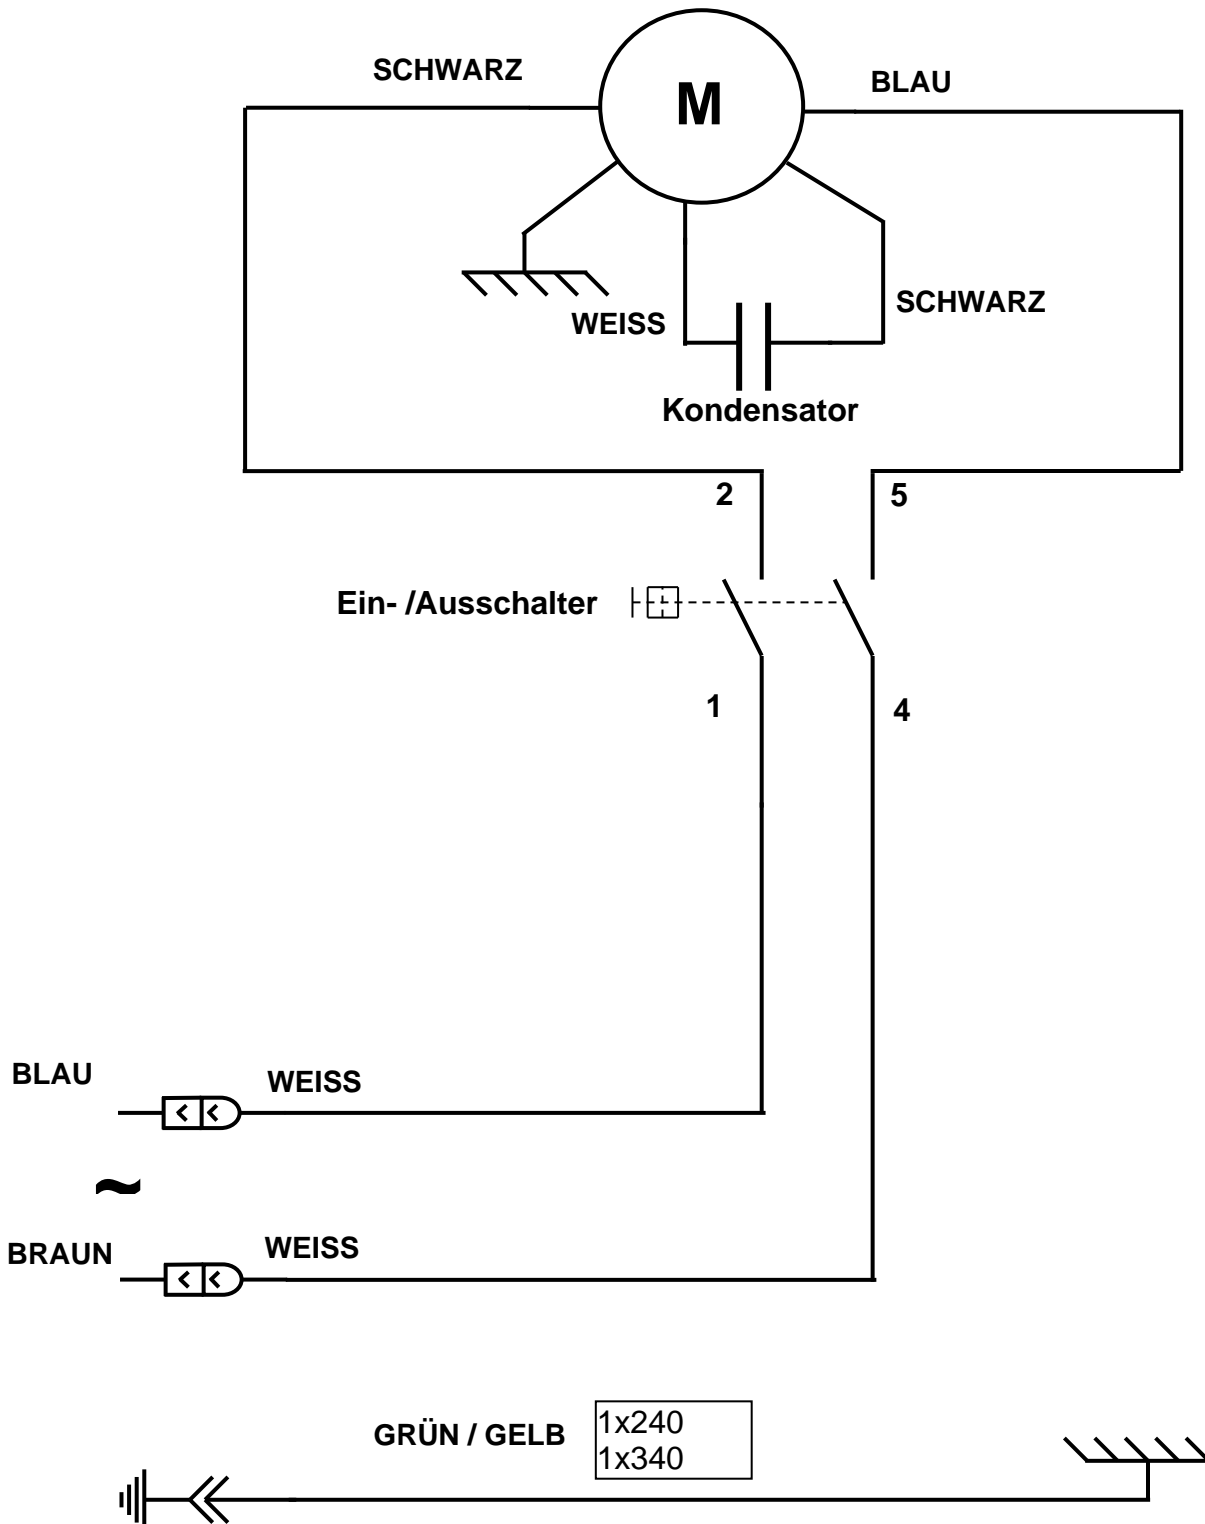 SCHWARZ
M
BLAU
WEISS
SCHWARZ
Kondensator
2
5
Ein- /Ausschalter
1
4
BLAU
WEISS
~
BRAUN
WEISS
GRÜN / GELB
1x240
1x340